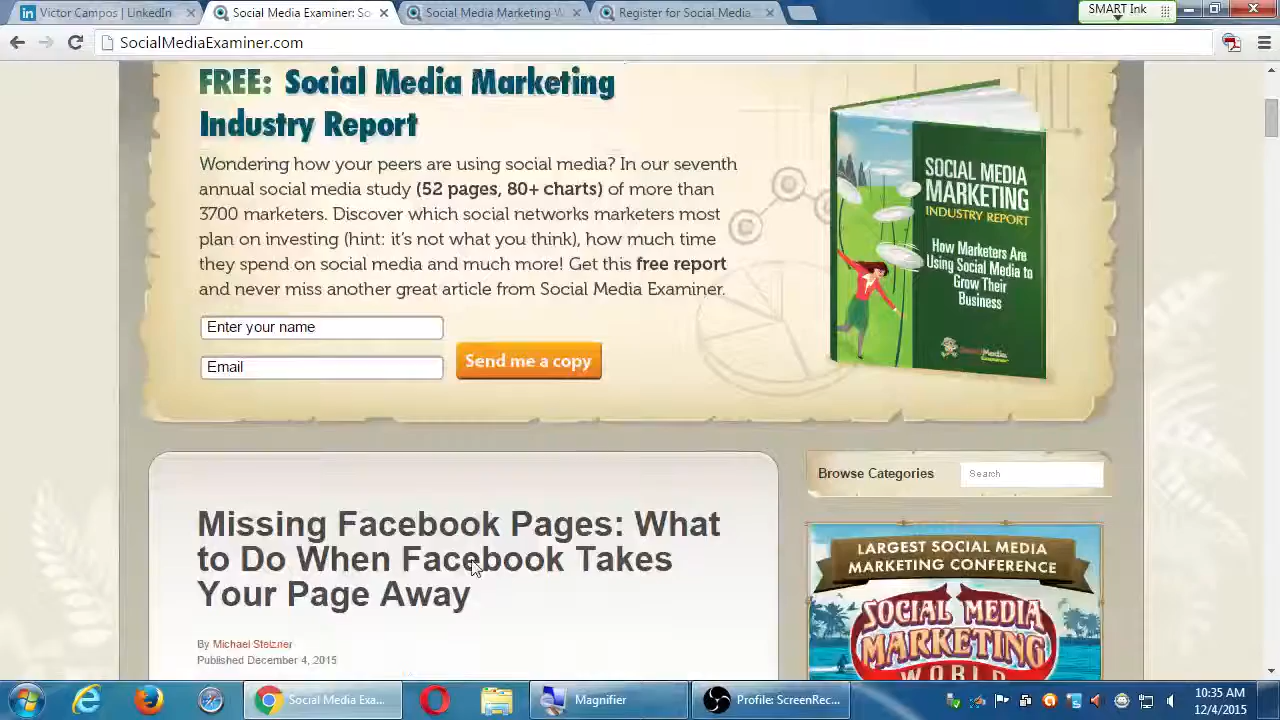 Victor Campos | LinkedIn
Social Media Examiner: So
Social Media Marketing W
Register for Social Media
SMART Ink
SocialMediaExaminer.com
FREE: Social Media Marketing
Industry Report
Wondering how your peers are using social media? In our seventh
annual social media study (52 pages, 80+ charts) of more than
3700 marketers. Discover which social networks marketers most
plan on investing (hint: it's not what you think), how much time
they spend on social media and much more! Get this free report
and never miss another great article from Social Media Examiner.
Enter your name
Email
Send me a copy
SOCIAL MEDIA
MARKETING
INDUSTRY REPORT
How Marketers Are
Using Social Media to
Grow Their
Business
Browse Categories
Search
Missing Facebook Pages: What
to Do When Facebook Takes
Your Page Away
By Michael Stelzner
Published December 4, 2015
LARGEST SOCIAL MEDIA
MARKETING CONFERENCE
SOCIAL MEDIA
MARKETING
WORLD
Social Media Exa...
Magnifier
Profile: ScreenRec...
10:35 AM
12/4/2015